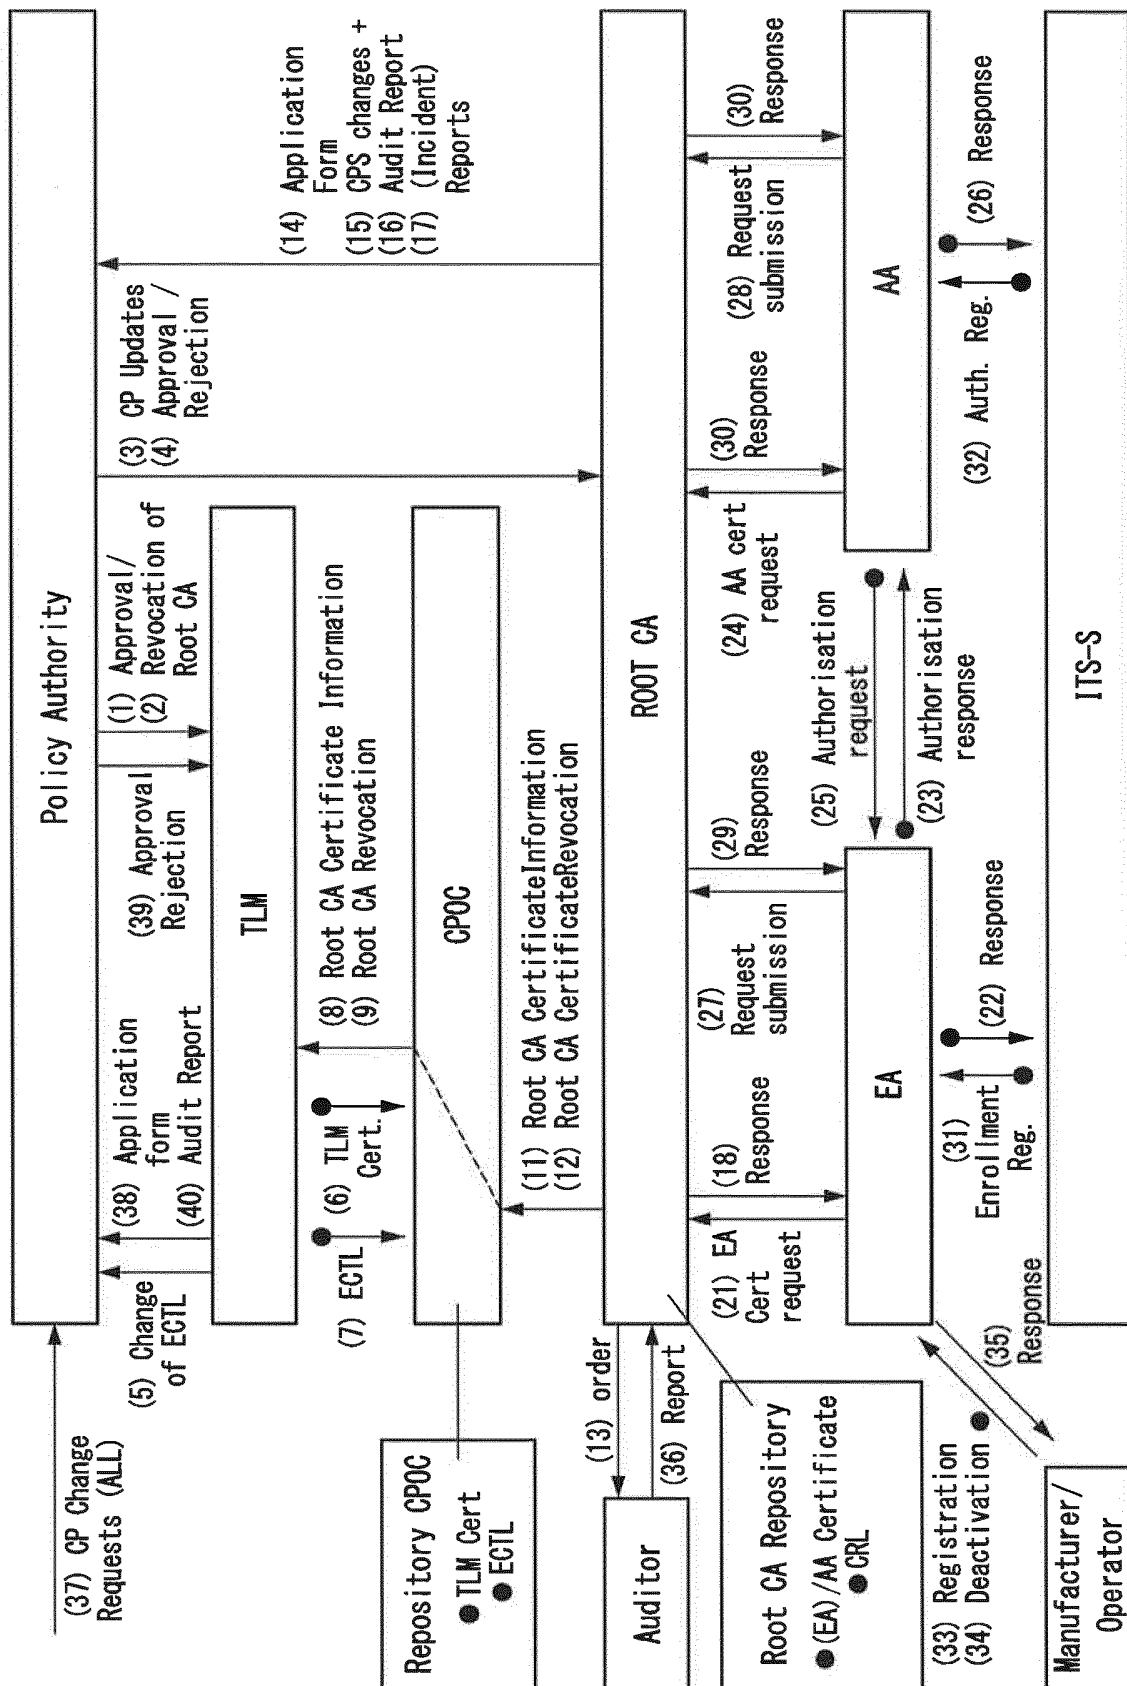 (37) CP Change
Requests (ALL)
Policy Authority
(5) Change
of ECTL
(38) Application
form
(40) Audit Report
(39) Approval
Rejection
(1) Approval/
(2) Revocation of
Root CA
(3) CP Updates
(4) Approval /
Rejection
(14) Application
Form
(15) CPS changes +
(16) Audit Report
(17) (Incident)
Reports
TLM
(7) ECTL
(6) TLM
Cert.
(8) Root CA Certificate Information
(9) Root CA Revocation
Repository CPOC
● TLM Cert
● ECTL
CPOC
(11) Root CA CertificateInformation
(12) Root CA CertificateRevocation
Auditor
(13) order
(36) Report
ROOT CA
Root CA Repository
●(EA)/AA Certificate
●CRL
(21) EA
Cert
request
(18)
Response
(27)
Request
submission
(29)
Response
(24) AA cert
request
(30)
Response
(28) Request
submission
(30)
Response
EA
(25) Authorisation
request
(23) Authorisation
response
AA
(33) Registration
(34) Deactivation
(35)
Response
(31)
Enrollment
Reg.
(22) Response
(32) Auth. Reg.
(26) Response
Manufacturer/
Operator
ITS-S